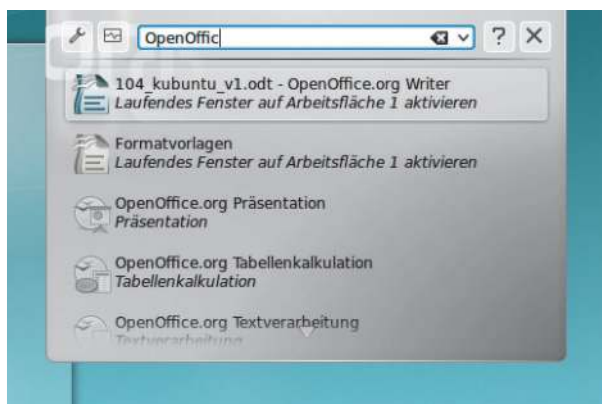 OpenOffic
?
104_kubuntu_v1.odt - OpenOffice.org Writer
Laufendes Fenster auf Arbeitsfläche 1 aktivieren
Formatvorlagen
Laufendes Fenster auf Arbeitsfläche 1 aktivieren
OpenOffice.org Präsentation
Präsentation
OpenOffice.org Tabellenkalkulation
Tabellenkalkulation
OpenOffice.org Textverarbeitung
Textverarbeitung